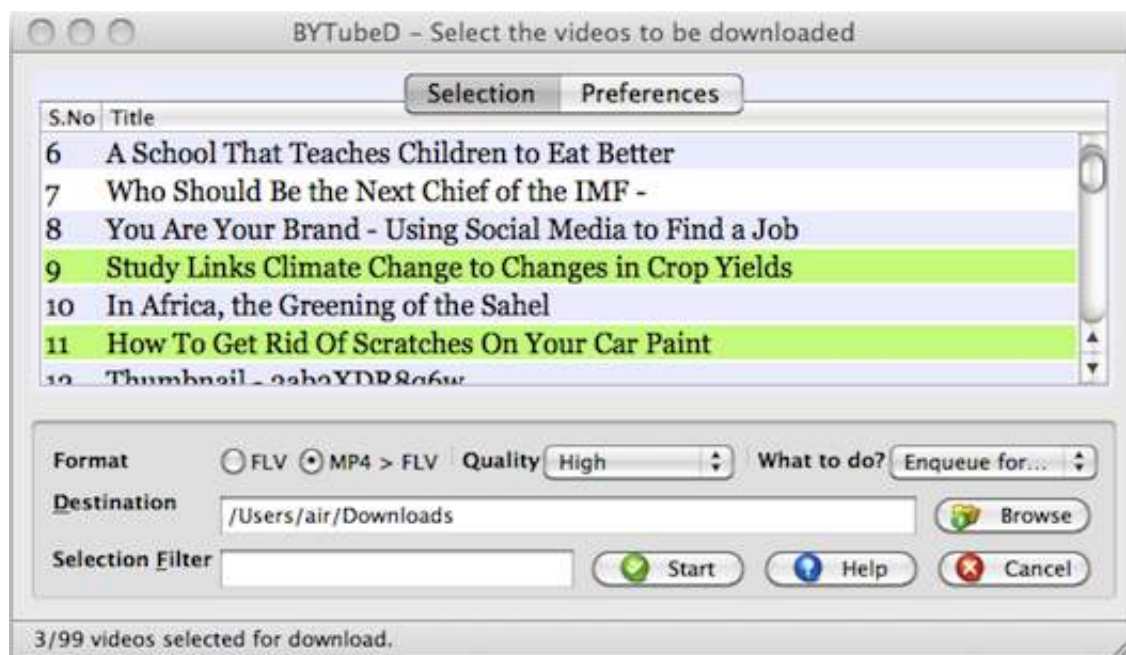 BYTubeD - Select the videos to be downloaded
Selection Preferences
S.No Title
6 A School That Teaches Children to Eat Better
7 Who Should Be the Next Chief of the IMF -
8 You Are Your Brand - Using Social Media to Find a Job
9 Study Links Climate Change to Changes in Crop Yields
10 In Africa, the Greening of the Sahel
11 How To Get Rid Of Scratches On Your Car Paint
12 Thumbnail -
Format FLV MP4 > FLV Quality High What to do? Enqueue for...
Destination /Users/air/Downloads Browse
Selection Filter Start Help Cancel
3/99 videos selected for download.